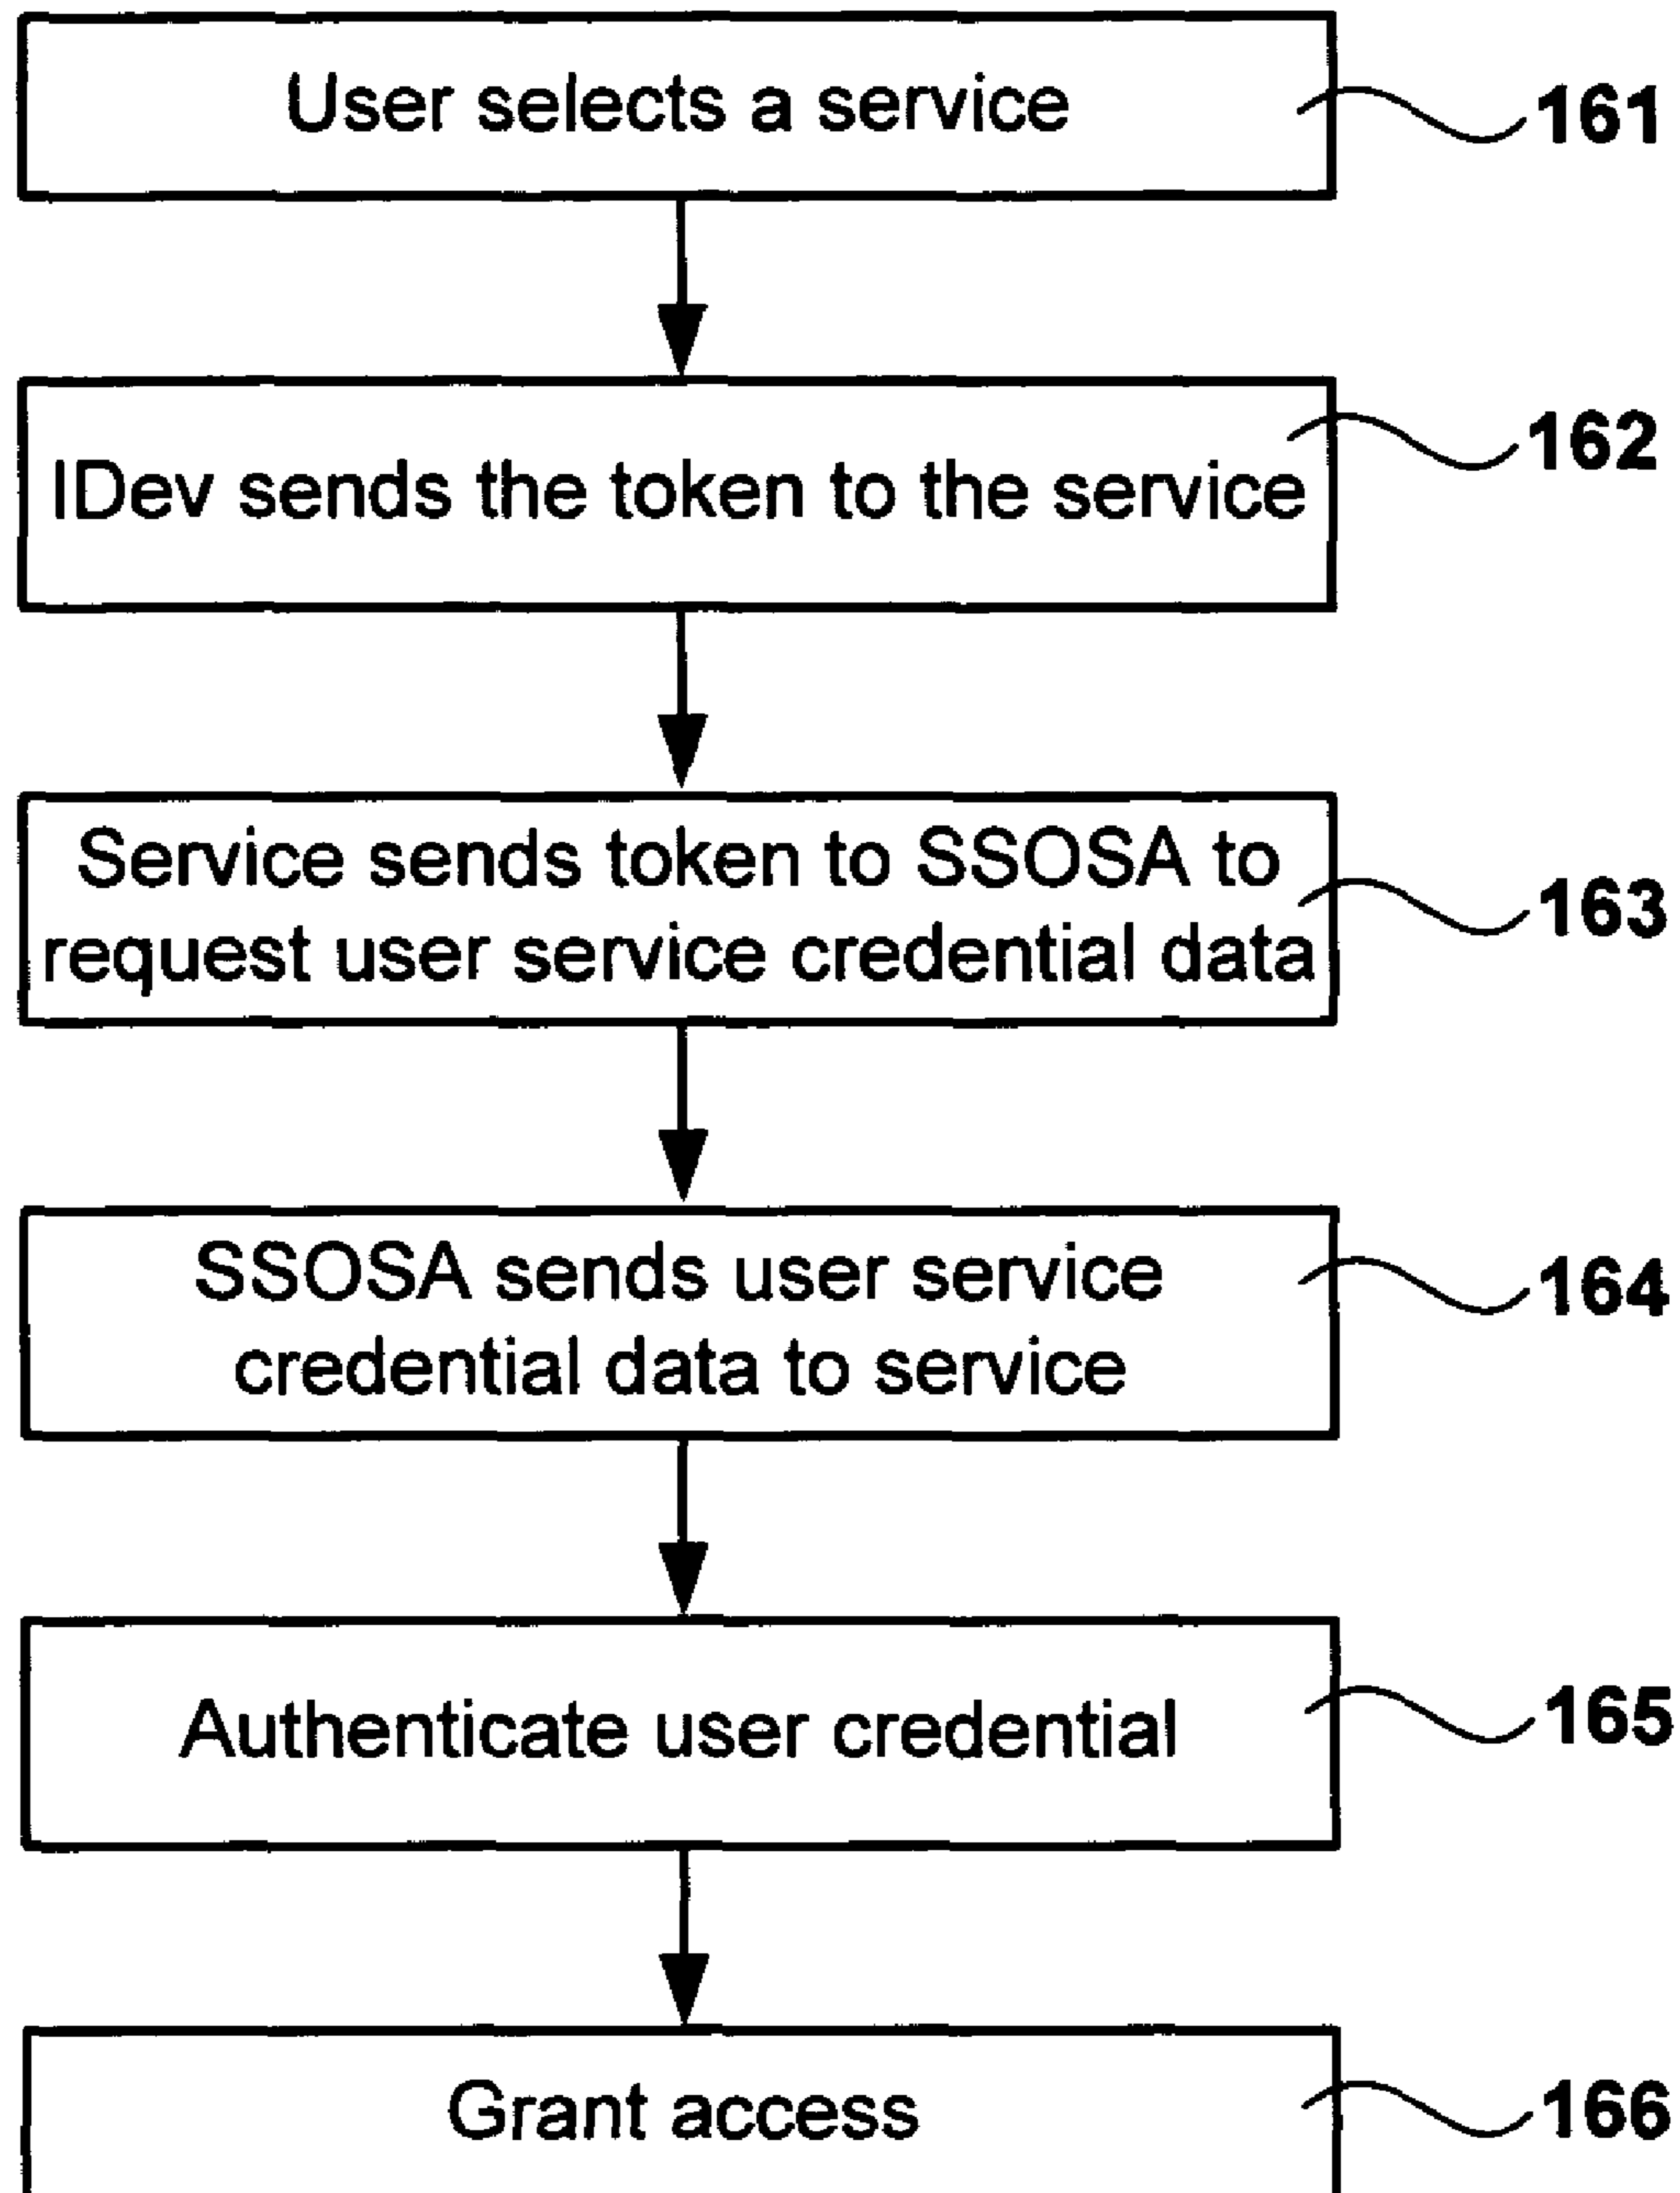 User selects a service
161
IDev sends the token to the service
162
Service sends token to SSOSA to
request user service credential data
163
SSOSA sends user service
credential data to service
164
Authenticate user credential
165
Grant access
166